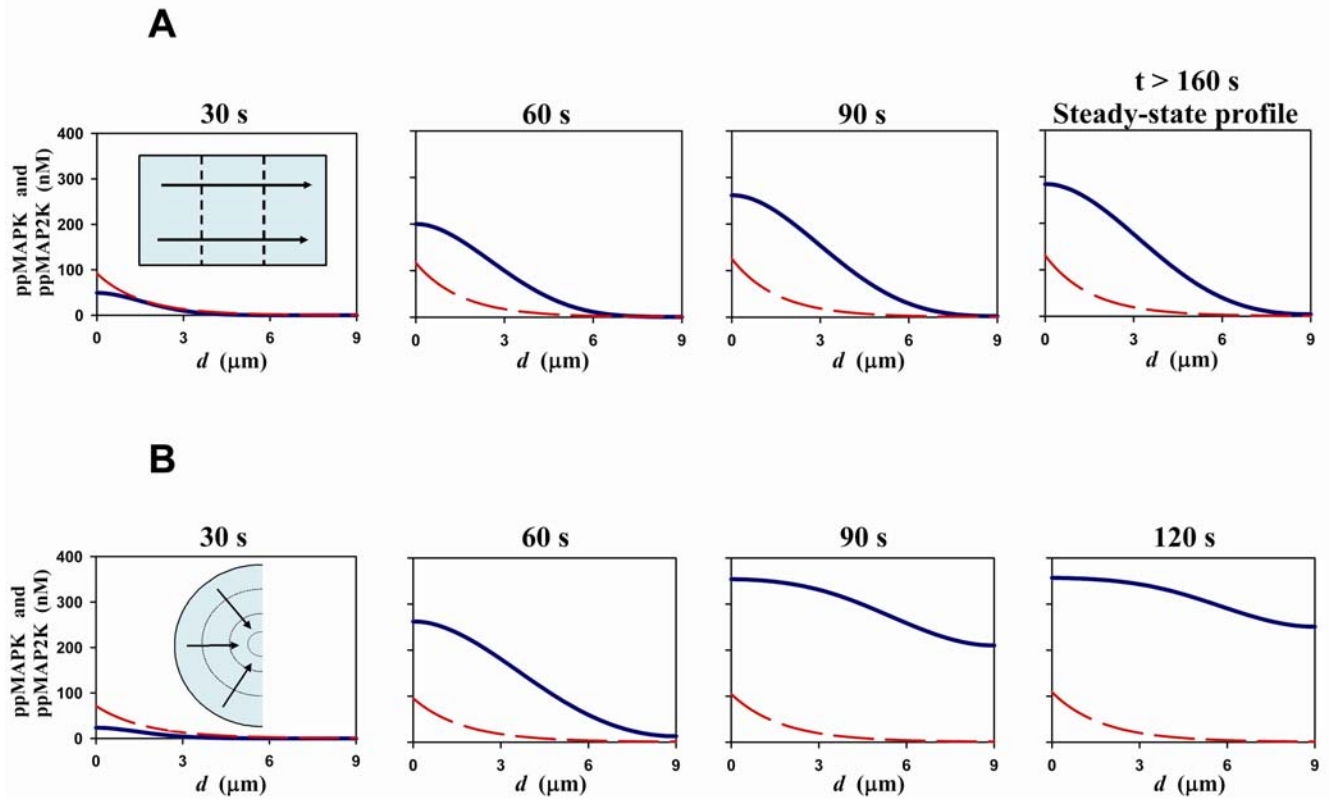 A
30 s
60 s
90 s
t > 160 s
Steady-state profile
ppMAPK and
ppMAP2K (nM)
400
300
200
100
0
0 3 6 9
d (μm)
0 3 6 9
d (μm)
0 3 6 9
d (μm)
0 3 6 9
d (μm)
B
30 s
60 s
90 s
120 s
ppMAPK and
ppMAP2K (nM)
400
300
200
100
0
0 3 6 9
d (μm)
0 3 6 9
d (μm)
0 3 6 9
d (μm)
0 3 6 9
d (μm)